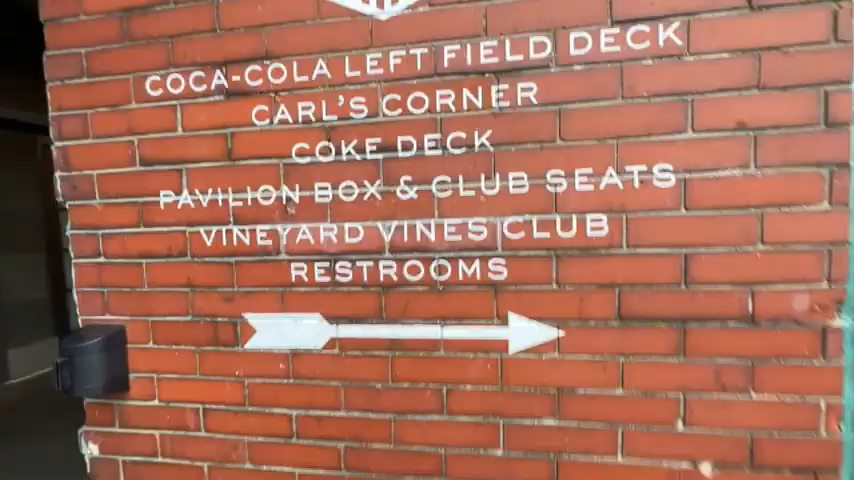 COCA-COLA LEFT FIELD DECK
CARL'S CORNER
COKE DECK
PAVILION BOX & CLUB SEATS
VINEYARD VINES CLUB
RESTROOMS